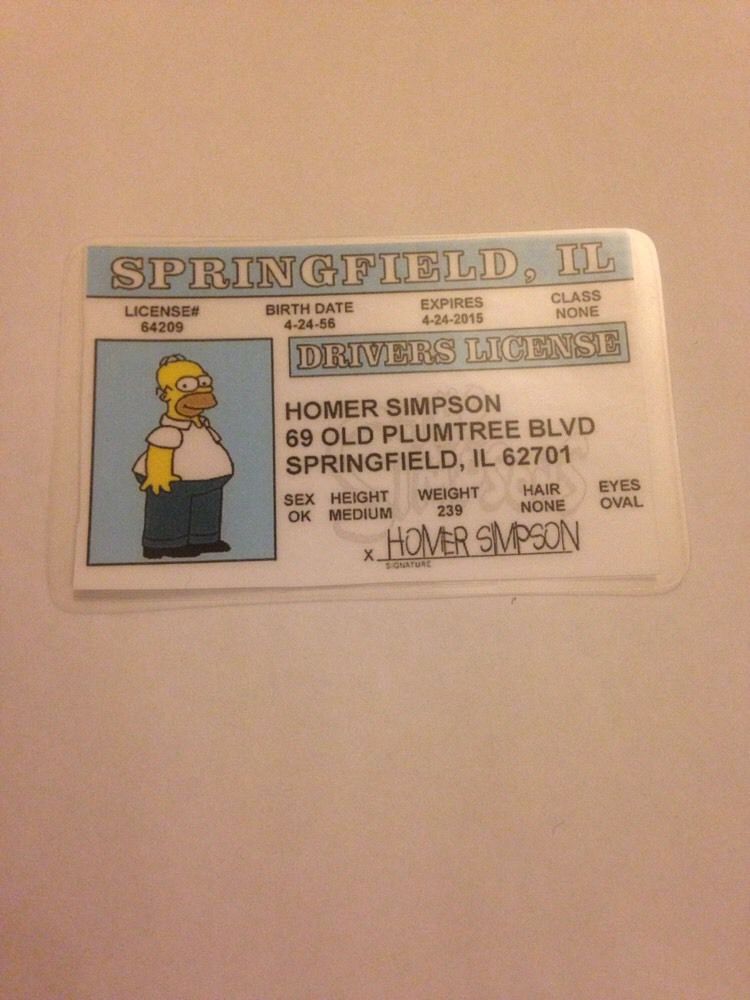 SPRINGFIELD, IL
LICENSE# BIRTH DATE EXPIRES CLASS
64209 4-24-56 4-24-2015 NONE
DRIVERS LICENSE
HOMER SIMPSON
69 OLD PLUMTREE BLVD
SPRINGFIELD, IL 62701
SEX HEIGHT WEIGHT HAIR EYES
OK MEDIUM 239 NONE OVAL
X HOMER SIMPSON
SIGNATURE